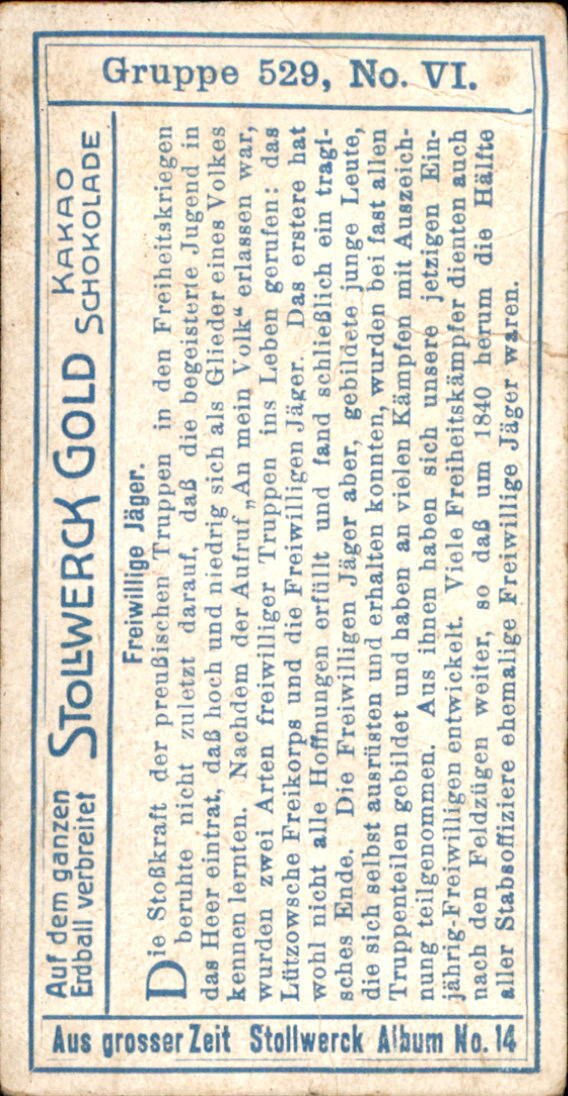 Gruppe 529, No. VI.
Auf dem ganzen
Erdball verbreitet
STOLLWERCK GOLD
KAKAO
SCHOKOLADE
Freiwillige Jäger.
Die Stoßkraft der preußischen Truppen in den Freiheitskriegen
beruhte nicht zuletzt darauf, daß die begeisterte Jugend in
das Heer eintrat, daß hoch und niedrig sich als Glieder eines Volkes
kennen lernten. Nachdem der Aufruf „An mein Volk“ erlassen war,
wurden zwei Arten freiwilliger Truppen ins Leben gerufen: das
Lützowsche Freikorps und die Freiwilligen Jäger. Das erstere hat
wohl nicht alle Hoffnungen erfüllt und fand schließlich ein tragi-
sches Ende. Die Freiwilligen Jäger aber, gebildete junge Leute,
die sich selbst ausrüsten und erhalten konnten, wurden bei fast allen
Truppenteilen gebildet und haben an vielen Kämpfen mit Auszeich-
nung teilgenommen. Aus ihnen haben sich unsere jetzigen Ein-
jährig-Freiwilligen entwickelt. Viele Freiheitskämpfer dienten auch
nach den Feldzügen weiter, so daß um 1840 herum die Hälfte
aller Stabsoffiziere ehemalige Freiwillige Jäger waren.
Aus grosser Zeit Stollwerck Album No. 14